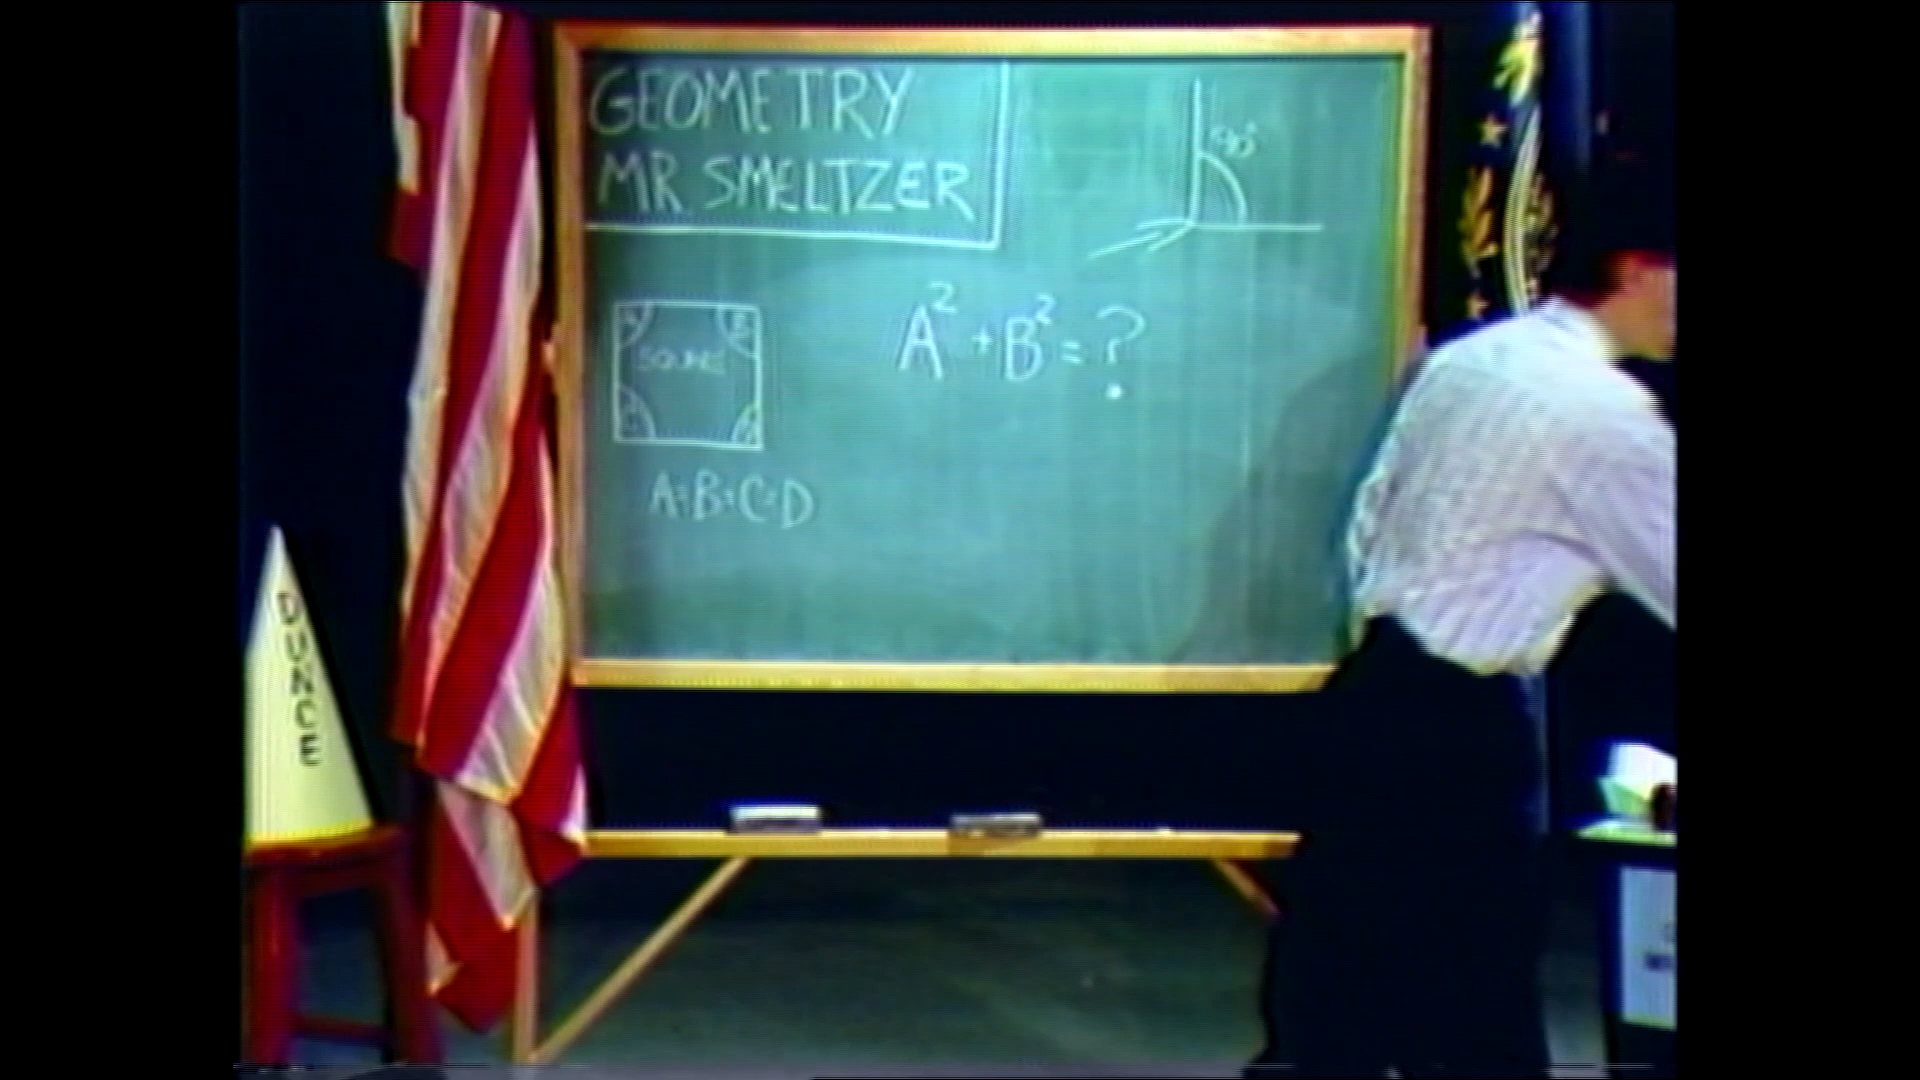 GEOMETRY
MR SMELTZER
90°
A B
SQUARE
C D
A² + B² = ?
A=B=C=D
DUNCE